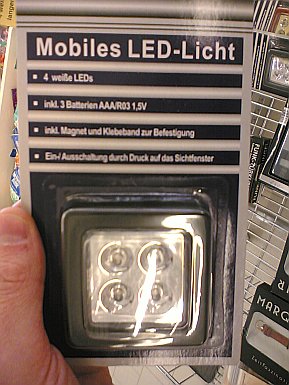 langer
Mobiles LED-Licht
4 weiße LEDs
inkl. 3 Batterien AAA/R03 1,5V
inkl. Magnet und Klebeband zur Befestigung
Ein-/Ausschaltung durch Druck auf das Sichtfenster